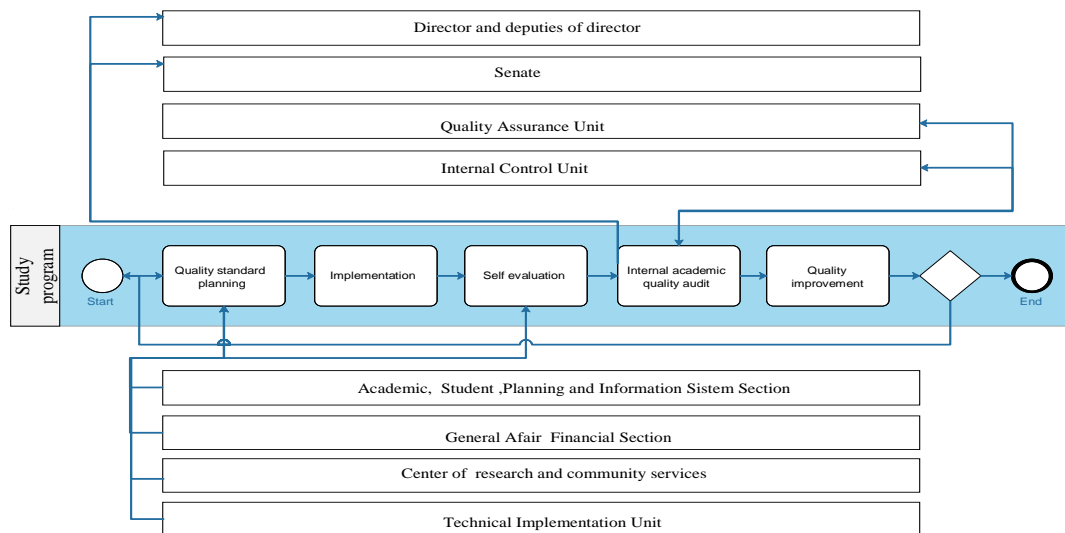 Director and deputies of director
Senate
Quality Assurance Unit
Internal Control Unit
Study
program
Start
Quality standard
planning
Implementation
Self evaluation
Internal academic
quality audit
Quality
improvement
End
Academic, Student ,Planning and Information Sistem Section
General Afair Financial Section
Center of research and community services
Technical Implementation Unit